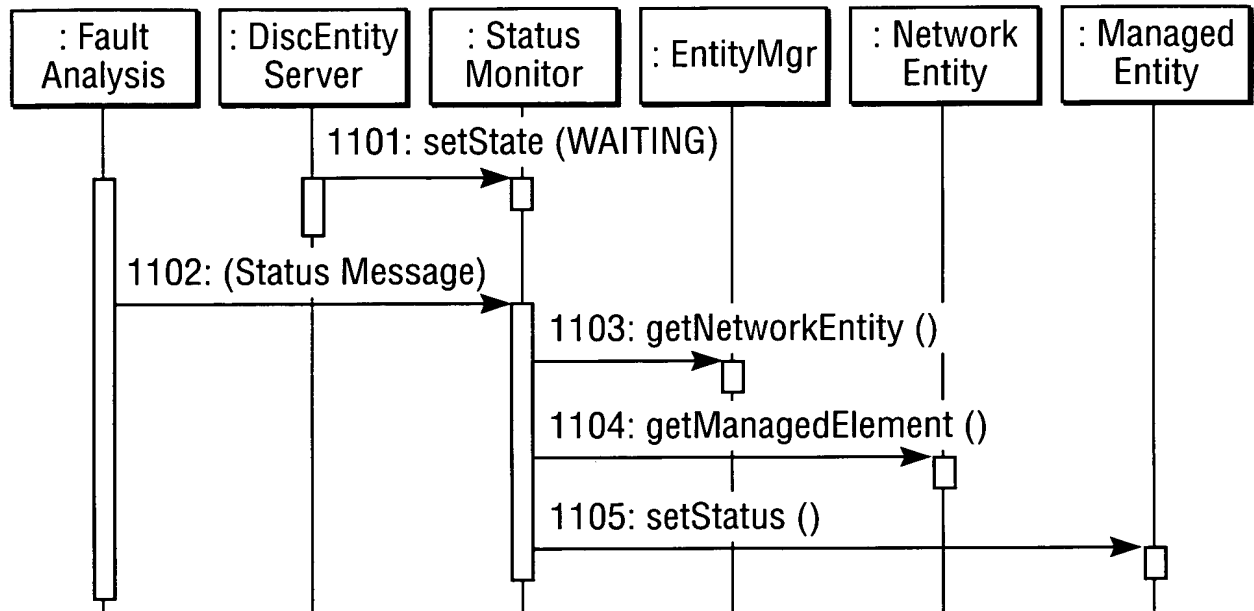 : Fault
Analysis
: DiscEntity
Server
: Status
Monitor
: EntityMgr
: Network
Entity
: Managed
Entity
1101: setState (WAITING)
1102: (Status Message)
1103: getNetworkEntity ()
1104: getManagedElement ()
1105: setStatus ()